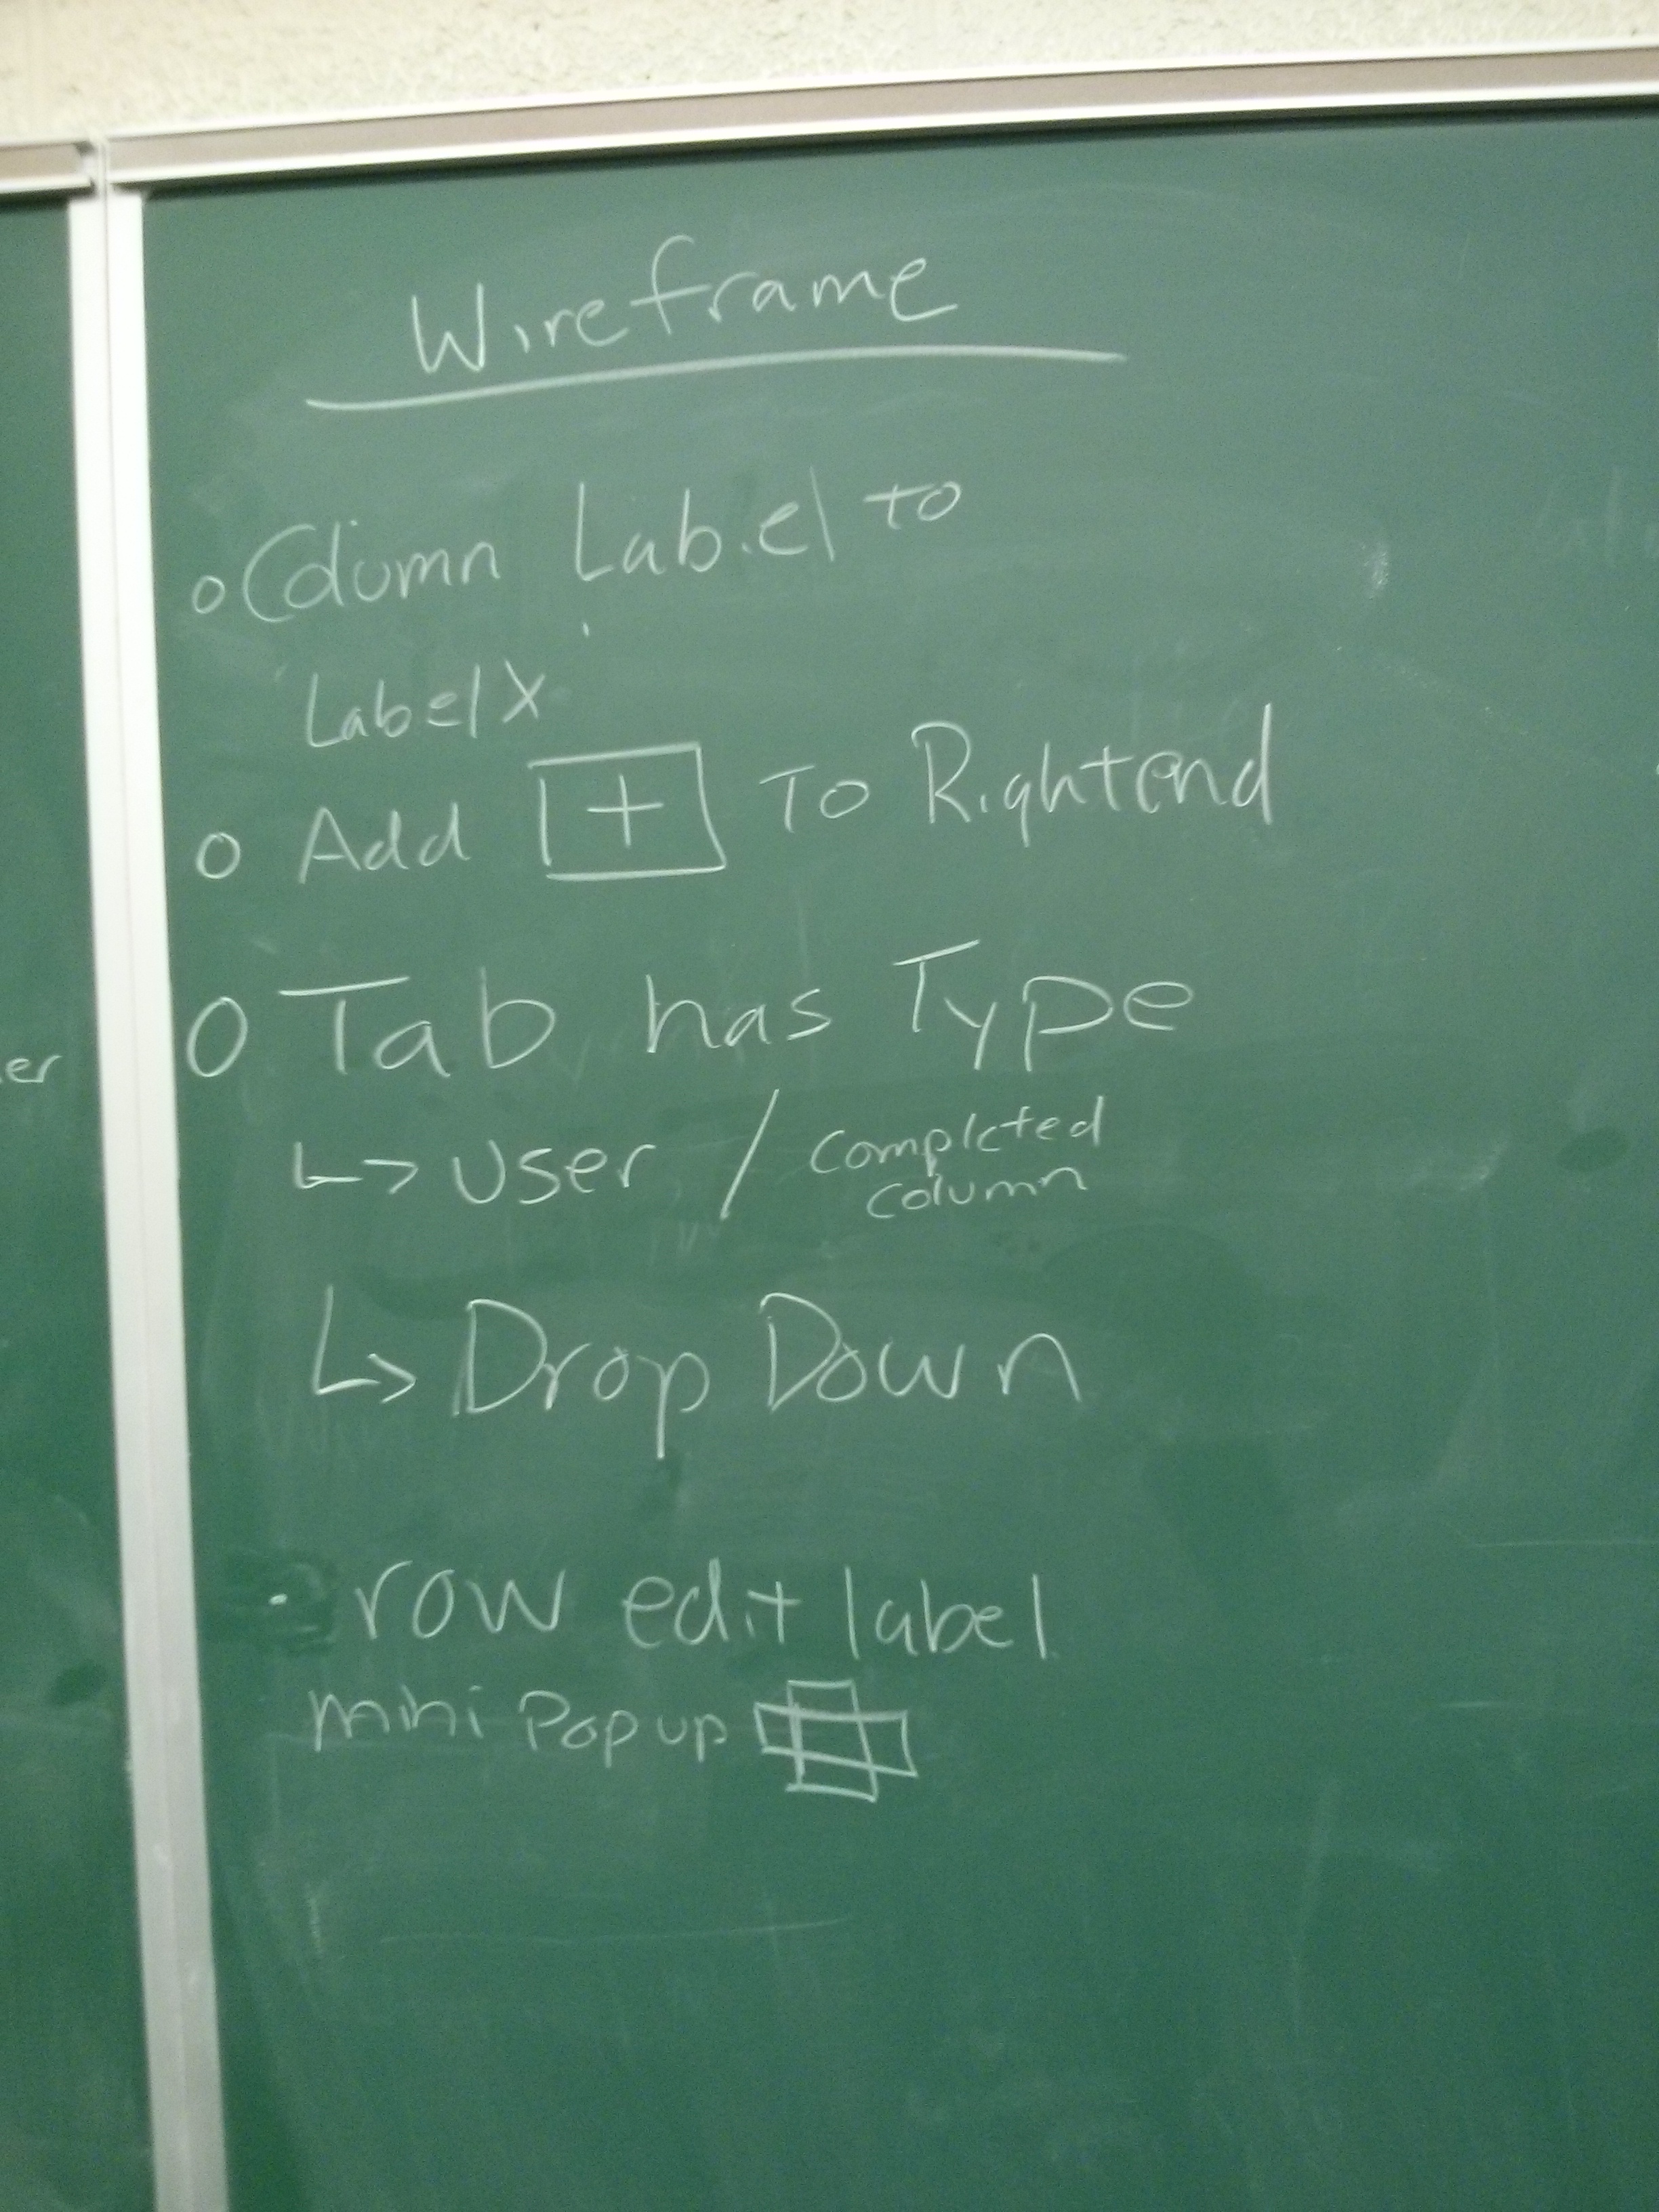 Wireframe
o Column Label to
Label X
o Add + To Rightend
o Tab has Type
↳ User / completed
column
↳ Drop Down
· row edit label
mini Popup
er